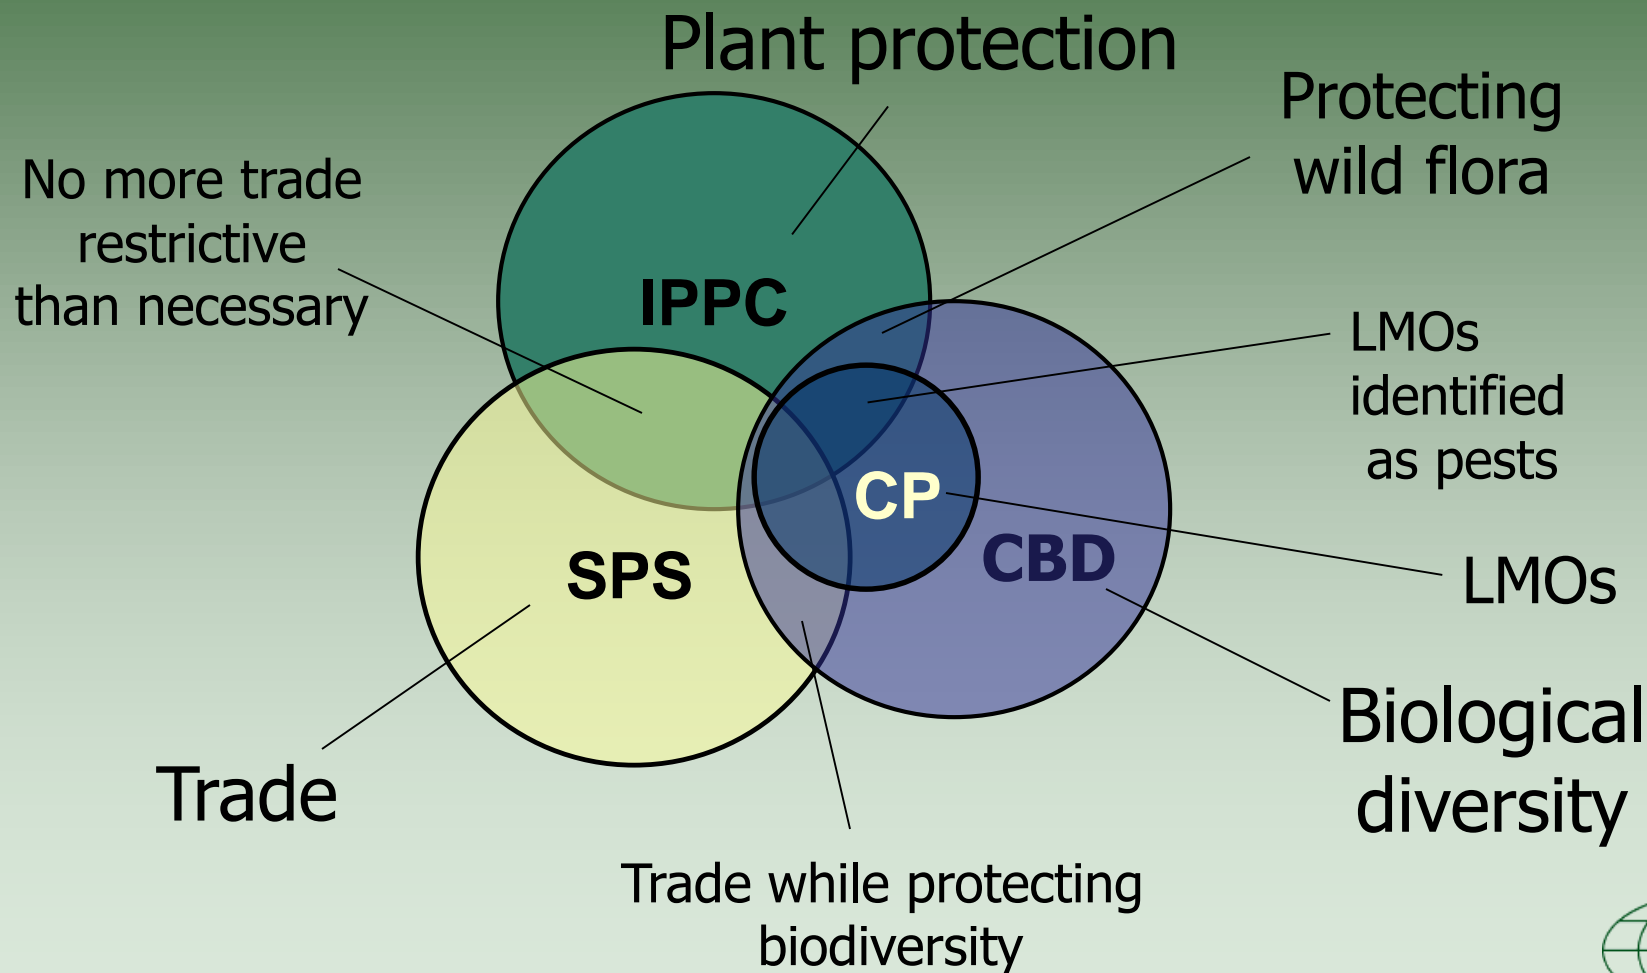 Plant protection
Protecting
wild flora
No more trade
restrictive
than necessary
IPPC
LMOs
identified
as pests
CP
CBD
SPS
LMOs
Biological
diversity
Trade
Trade while protecting
biodiversity